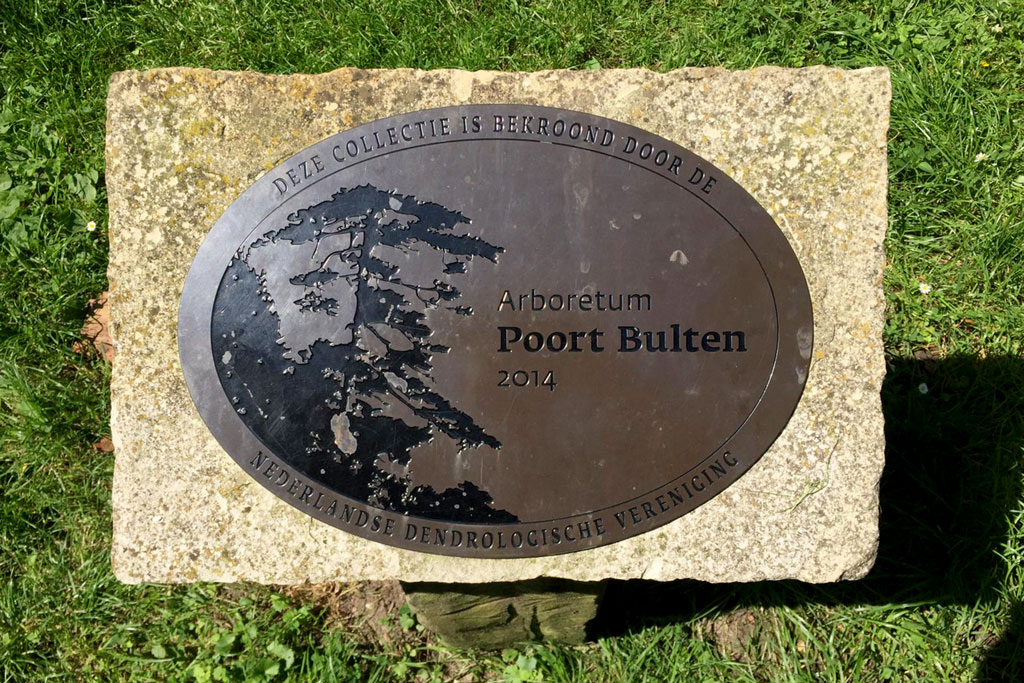 DEZE COLLECTIE IS BEKROOND DOOR DE
Arboretum
Poort Bulten
2014
NEDERLANDSE DENDROLOGISCHE VERENIGING